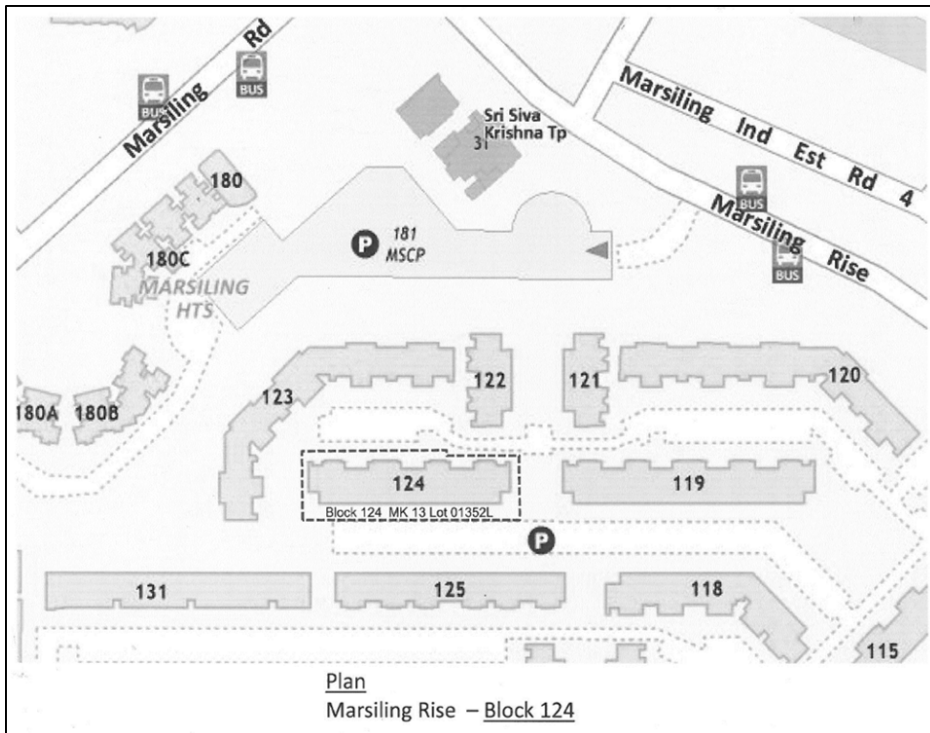 Marsiling Rd
BUS
BUS
Sri Siva
Krishna Tp
31
Marsiling Ind Est Rd 4
BUS
Marsiling Rise
BUS
180
180C
MARSILING
HTS
P
181
MSCP
180A
180B
123
122
121
120
124
119
Block 124 MK 13 Lot 01352L
P
131
125
118
115
Plan
Marsiling Rise – Block 124